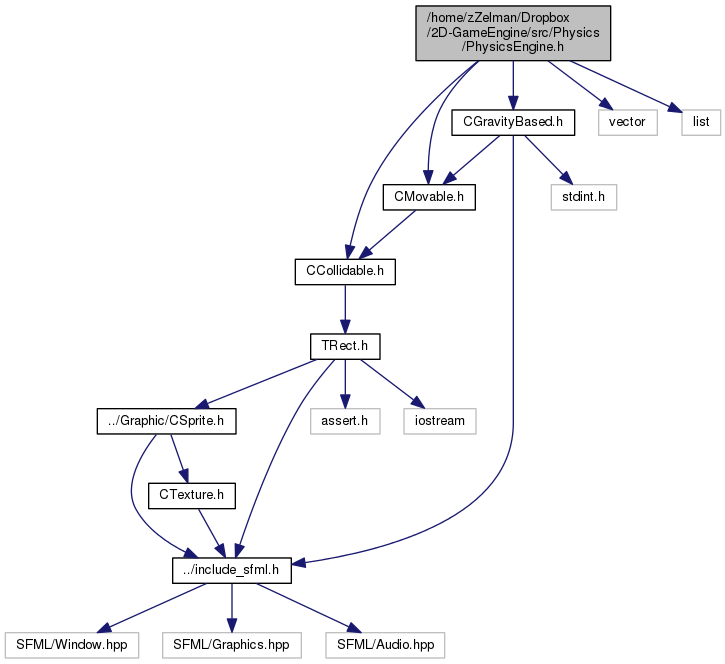 /home/zZelman/Dropbox
/2D-GameEngine/src/Physics
/PhysicsEngine.h
CGravityBased.h
vector
list
CMovable.h
stdint.h
CCollidable.h
TRect.h
../Graphic/CSprite.h
assert.h
iostream
CTexture.h
../include_sfml.h
SFML/Window.hpp
SFML/Graphics.hpp
SFML/Audio.hpp